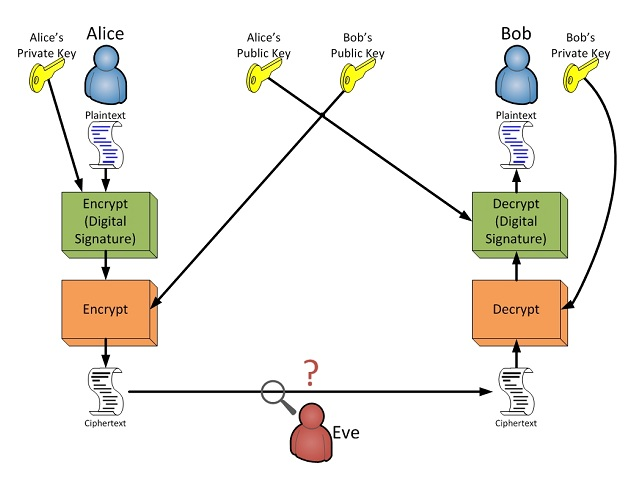 Alice's
Private Key
Alice
Alice's
Public Key
Bob's
Public Key
Bob
Bob's
Private Key
Plaintext
Plaintext
Encrypt
(Digital
Signature)
Decrypt
(Digital
Signature)
Encrypt
Decrypt
?
Ciphertext
Eve
Ciphertext